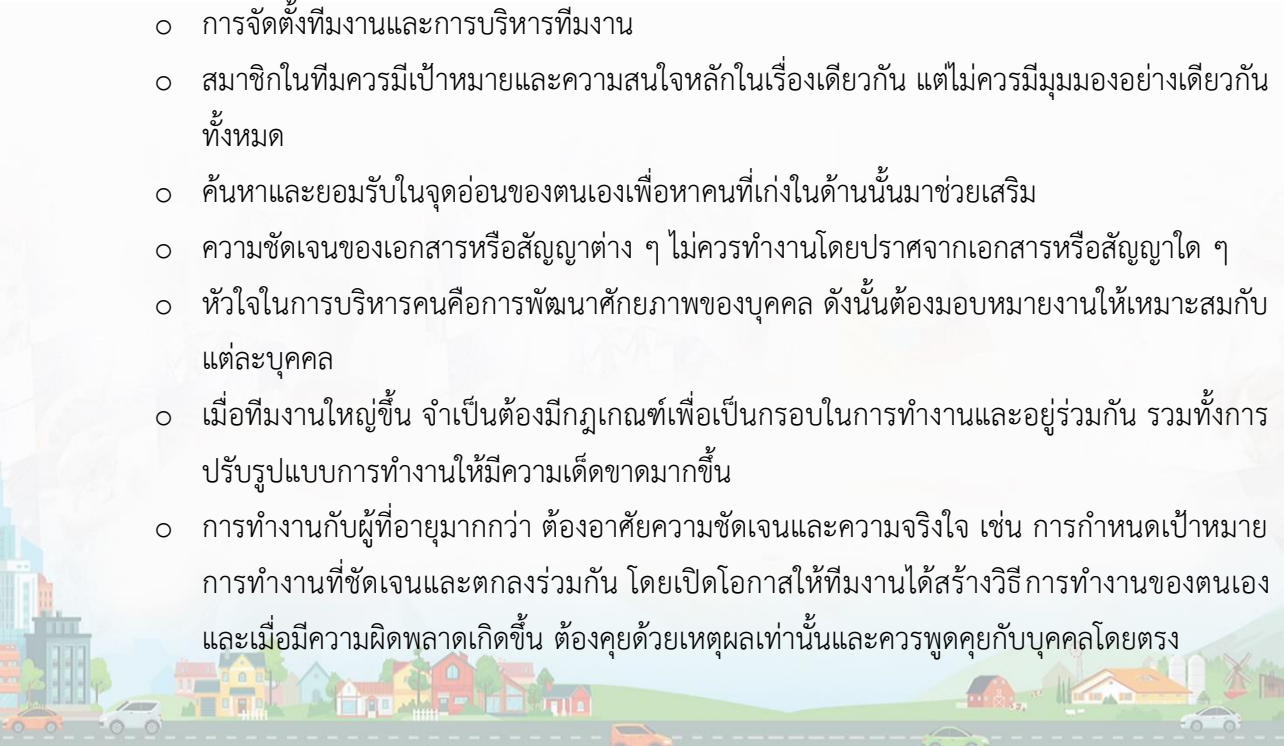 o การจัดตั้งทีมงานและการบริหารทีมงาน
o สมาชิกในทีมควรมีเป้าหมายและความสนใจหลักในเรื่องเดียวกัน แต่ไม่ควรมีมุมมองอย่างเดียวกัน
ทั้งหมด
o ค้นหาและยอมรับในจุดอ่อนของตนเองเพื่อหาคนที่เก่งในด้านนั้นมาช่วยเสริม
o ความชัดเจนของเอกสารหรือสัญญาต่าง ๆ ไม่ควรทำงานโดยปราศจากเอกสารหรือสัญญาใด ๆ
o หัวใจในการบริหารคนคือการพัฒนาศักยภาพของบุคคล ดังนั้นต้องมอบหมายงานให้เหมาะสมกับ
แต่ละบุคคล
o เมื่อทีมงานใหญ่ขึ้น จำเป็นต้องมีกฎเกณฑ์เพื่อเป็นกรอบในการทำงานและอยู่ร่วมกัน รวมทั้งการ
ปรับรูปแบบการทำงานให้มีความเด็ดขาดมากขึ้น
o การทำงานกับผู้ที่อายุมากกว่า ต้องอาศัยความชัดเจนและความจริงใจ เช่น การกำหนดเป้าหมาย
การทำงานที่ชัดเจนและตกลงร่วมกัน โดยเปิดโอกาสให้ทีมงานได้สร้างวิธีการทำงานของตนเอง
และเมื่อมีความผิดพลาดเกิดขึ้น ต้องคุยด้วยเหตุผลเท่านั้นและควรพูดคุยกับบุคคลโดยตรง